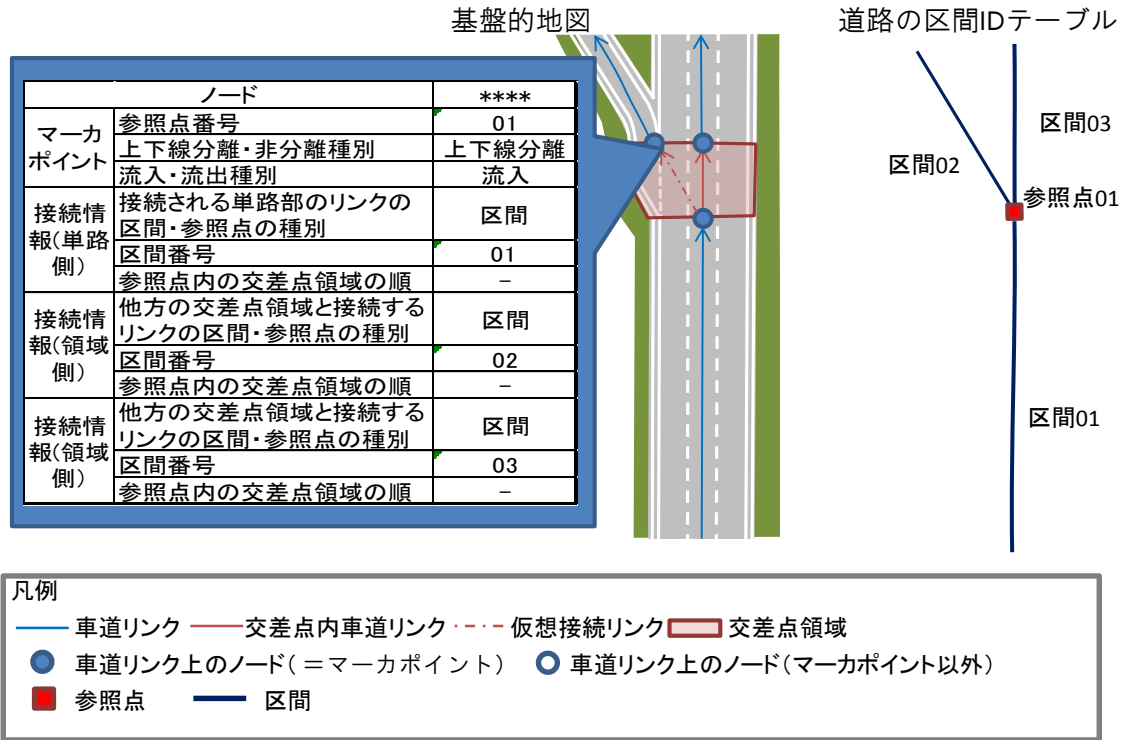 基盤的地図
道路の区間IDテーブル
ノード ****
マーカポイント
参照点番号 01
上下線分離・非分離種別 上下線分離
流入・流出種別 流入
接続情報(単路側)
接続される単路部のリンクの
区間・参照点の種別 区間
区間番号 01
参照点内の交差点領域の順 −
接続情報(領域側)
他方の交差点領域と接続する
リンクの区間・参照点の種別 区間
区間番号 02
参照点内の交差点領域の順 −
接続情報(領域側)
他方の交差点領域と接続する
リンクの区間・参照点の種別 区間
区間番号 03
参照点内の交差点領域の順 −
区間03
区間02
参照点01
区間01
凡例
車道リンク 交差点内車道リンク 仮想接続リンク 交差点領域
車道リンク上のノード(=マーカポイント) 車道リンク上のノード(マーカポイント以外)
参照点 区間